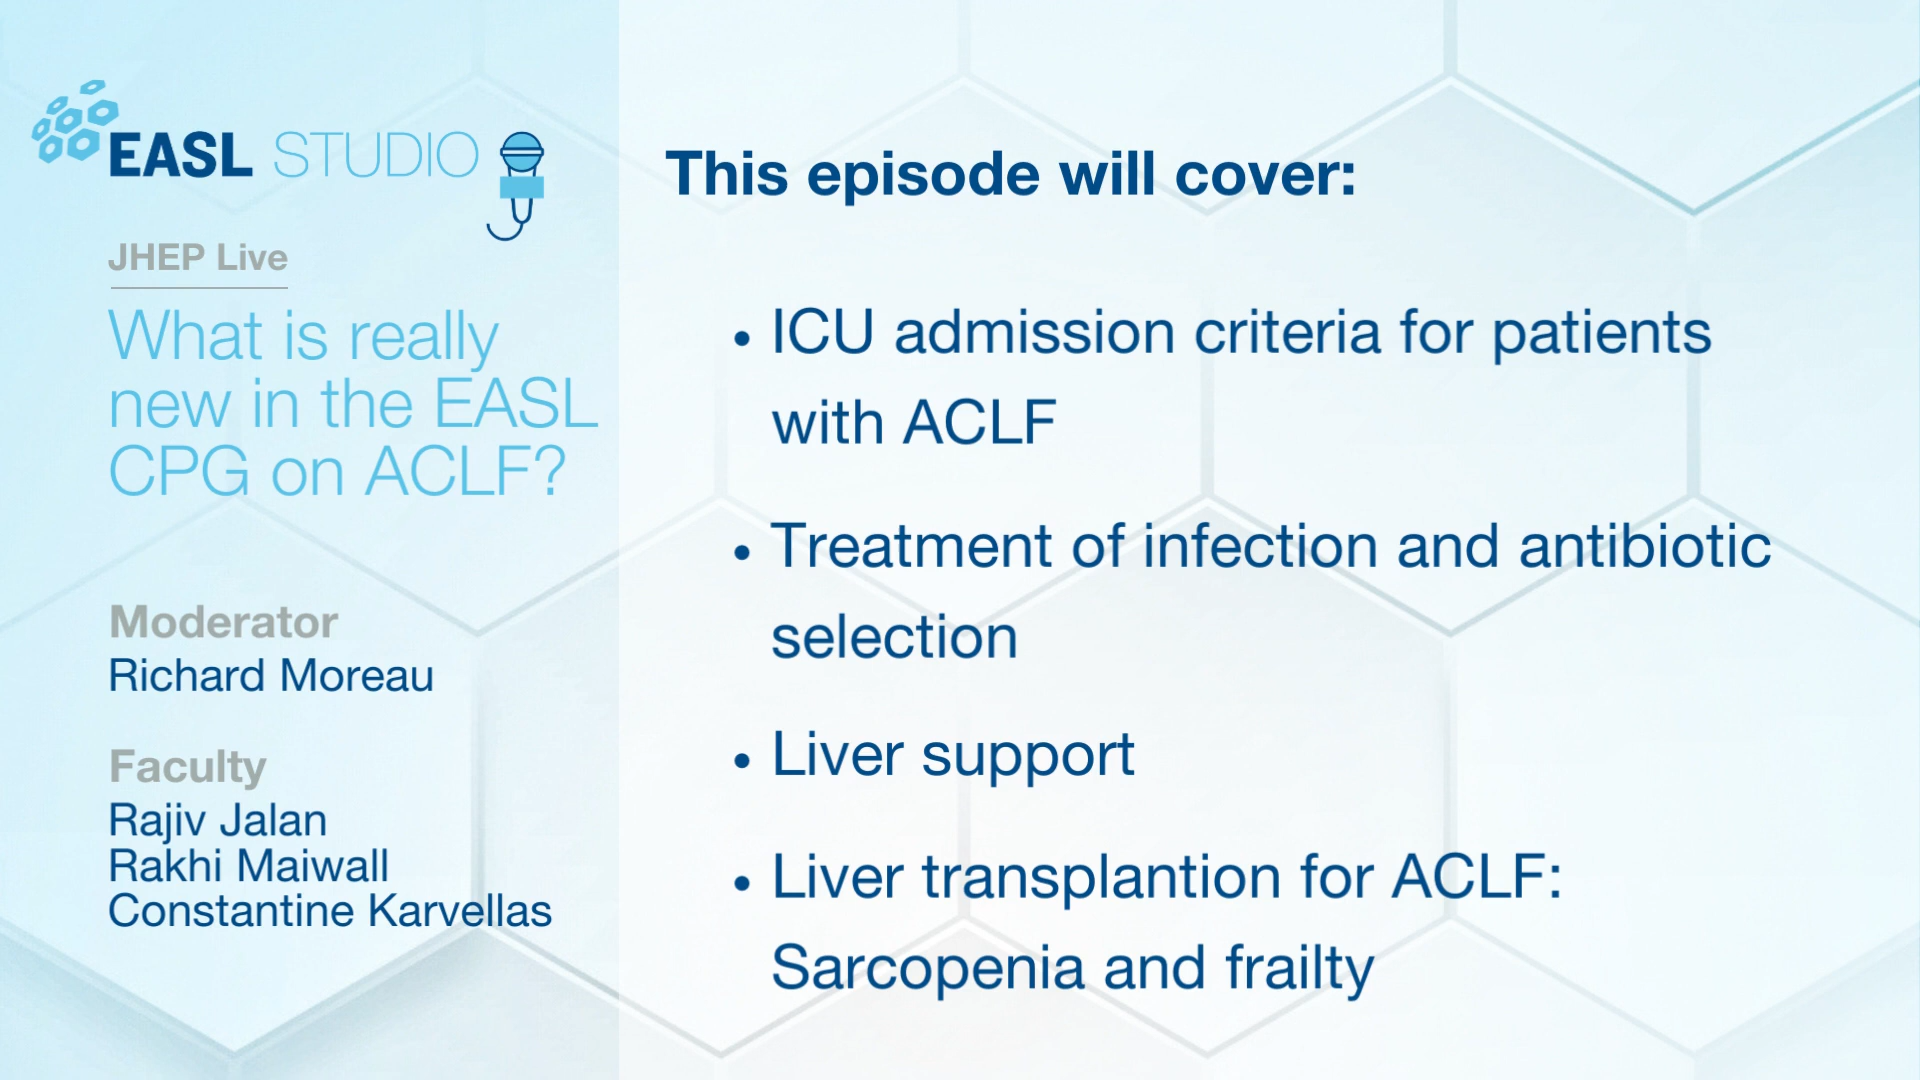 EASL STUDIO
JHEP Live
What is really
new in the EASL
CPG on ACLF?
Moderator
Richard Moreau
Faculty
Rajiv Jalan
Rakhi Maiwall
Constantine Karvellas
This episode will cover:
• ICU admission criteria for patients
with ACLF
• Treatment of infection and antibiotic
selection
• Liver support
• Liver transplantion for ACLF:
Sarcopenia and frailty